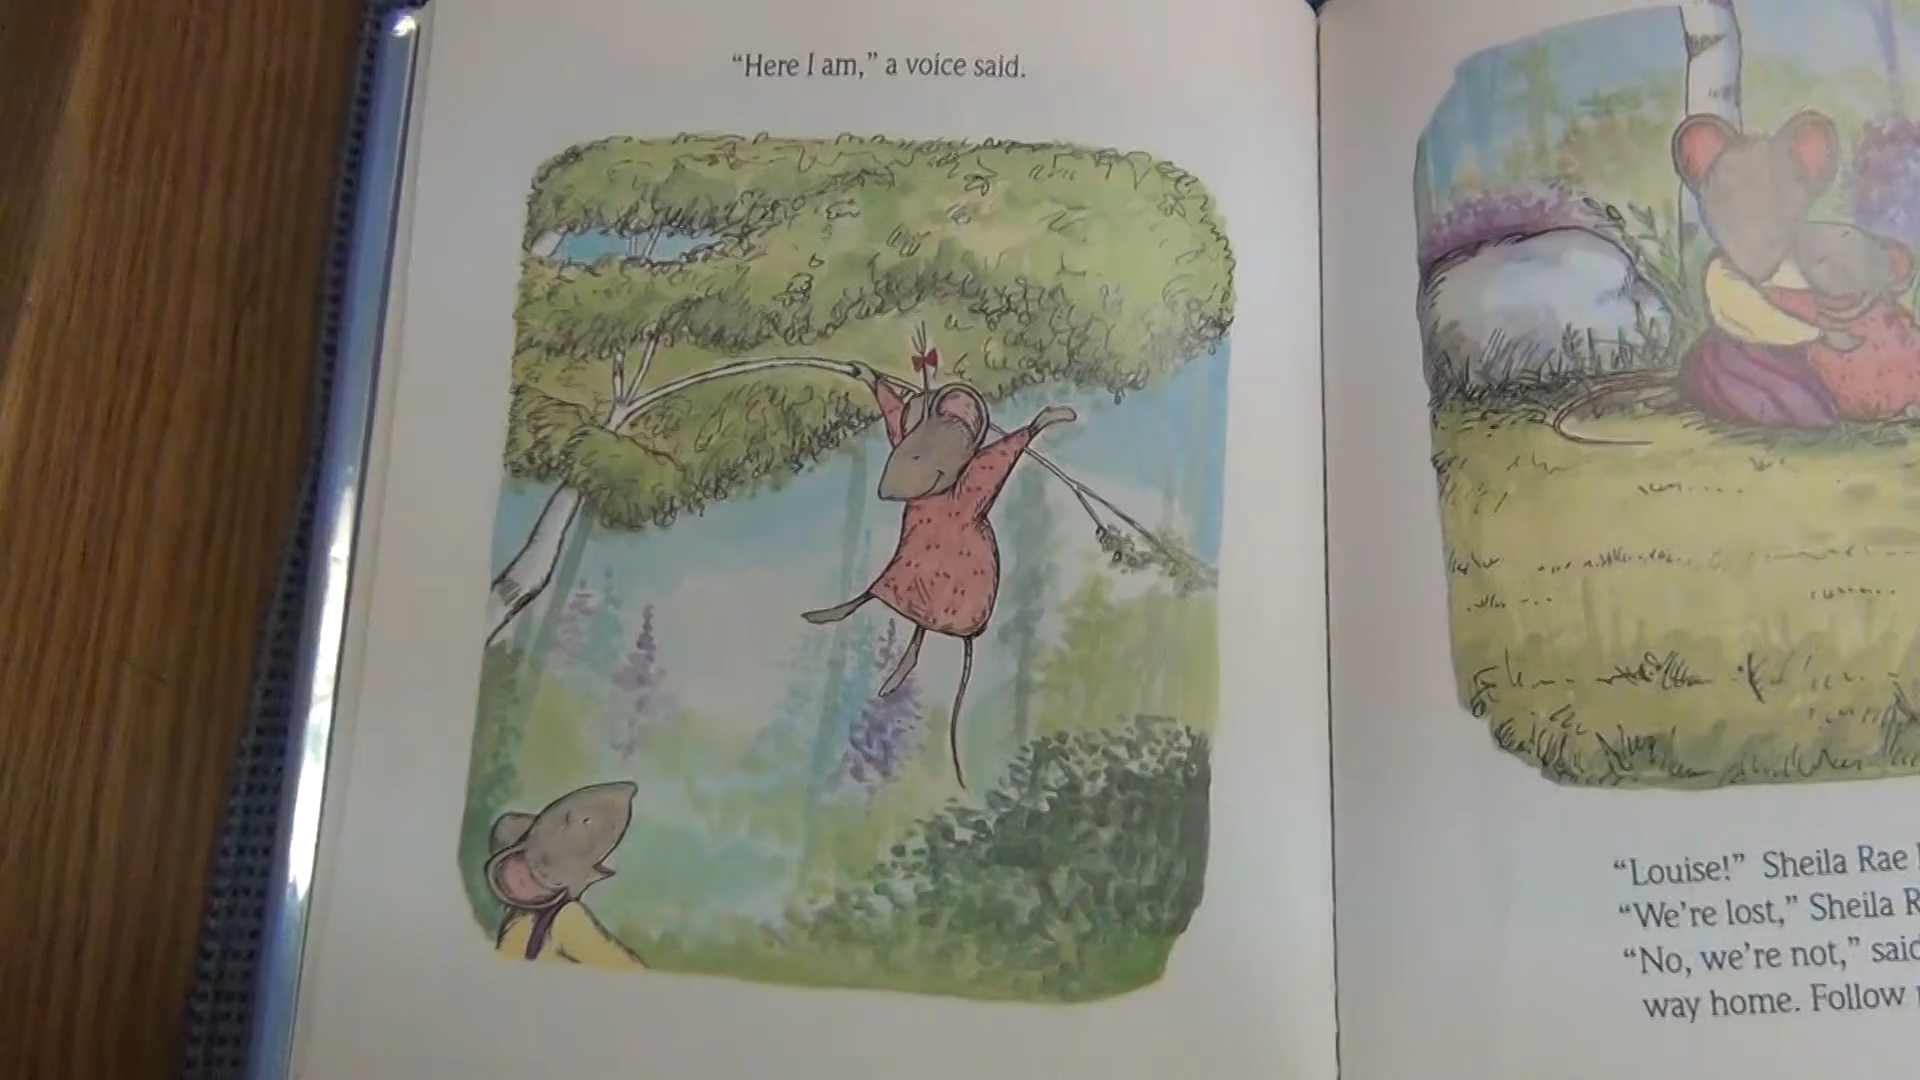 “Here I am,” a voice said.
“Louise!” Sheila Rae
“We’re lost,” Sheila
“No, we’re not,” said
way home. Follow